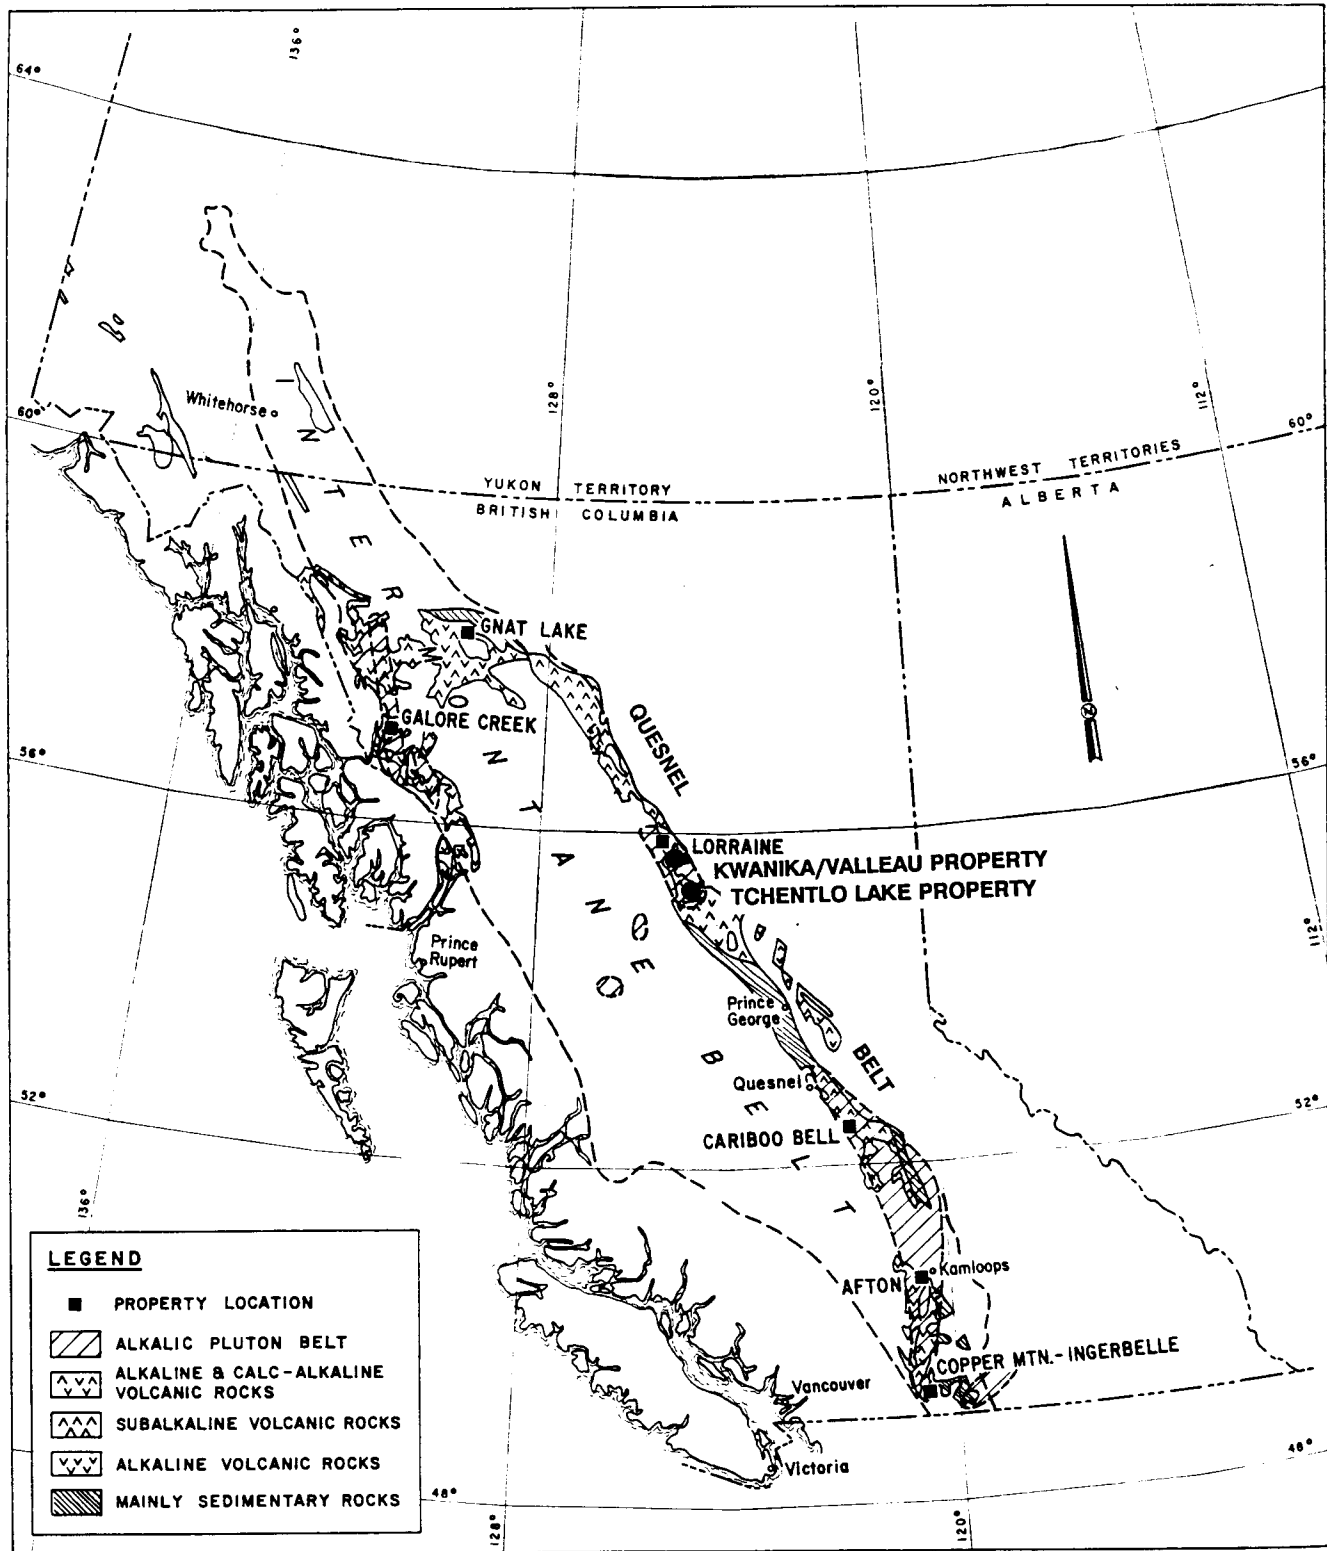 136°
64°
128°
120°
112°
Whitehorse
60°
60°
YUKON TERRITORY
BRITISH COLUMBIA
NORTHWEST TERRITORIES
ALBERTA
INTERMONTANE BELT
GNAT LAKE
GALORE CREEK
QUESNEL
56°
56°
LORRAINE
KWANIKA/VALLEAU PROPERTY
TCHENTLO LAKE PROPERTY
112°
Prince
Rupert
Prince
George
BELT
Quesnel
52°
52°
CARIBOO BELL
136°
AFTON
Kamloops
COPPER MTN.-INGERBELLE
Vancouver
Victoria
48°
48°
128°
120°
LEGEND
PROPERTY LOCATION
ALKALIC PLUTON BELT
ALKALINE & CALC-ALKALINE
VOLCANIC ROCKS
SUBALKALINE VOLCANIC ROCKS
ALKALINE VOLCANIC ROCKS
MAINLY SEDIMENTARY ROCKS